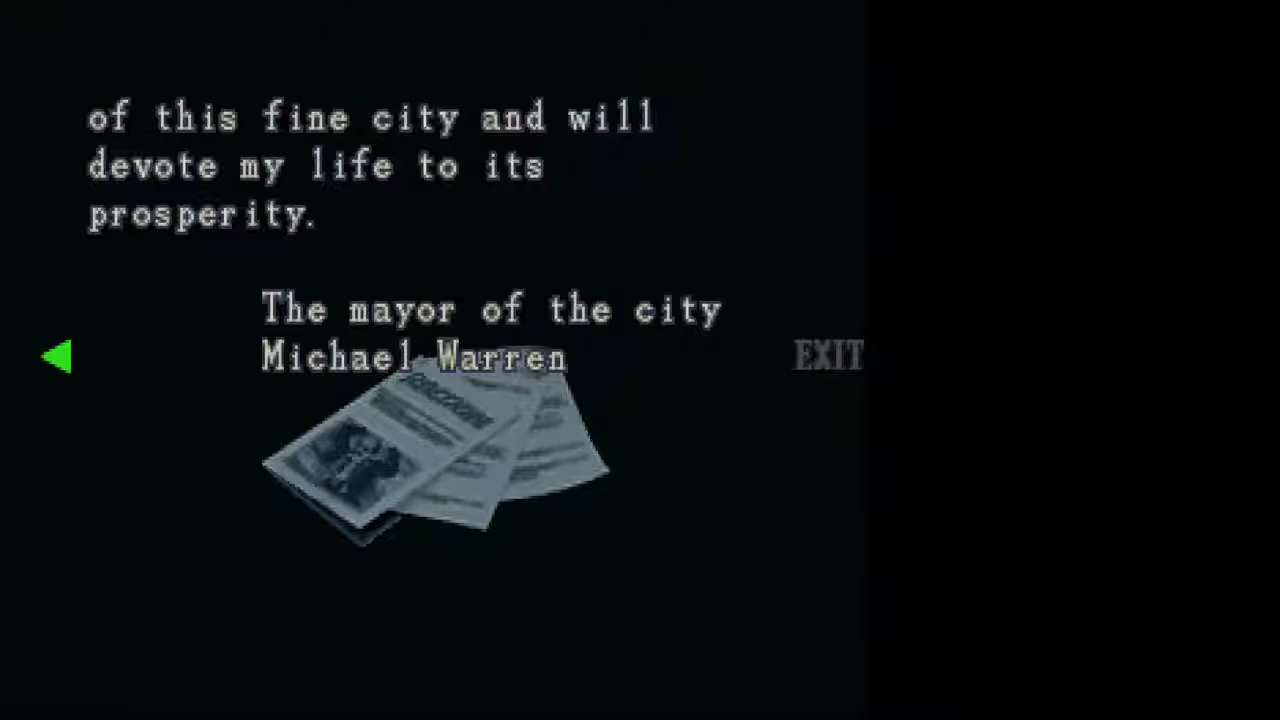 of this fine city and will
devote my life to its
prosperity.
The mayor of the city
Michael Warren
EXIT